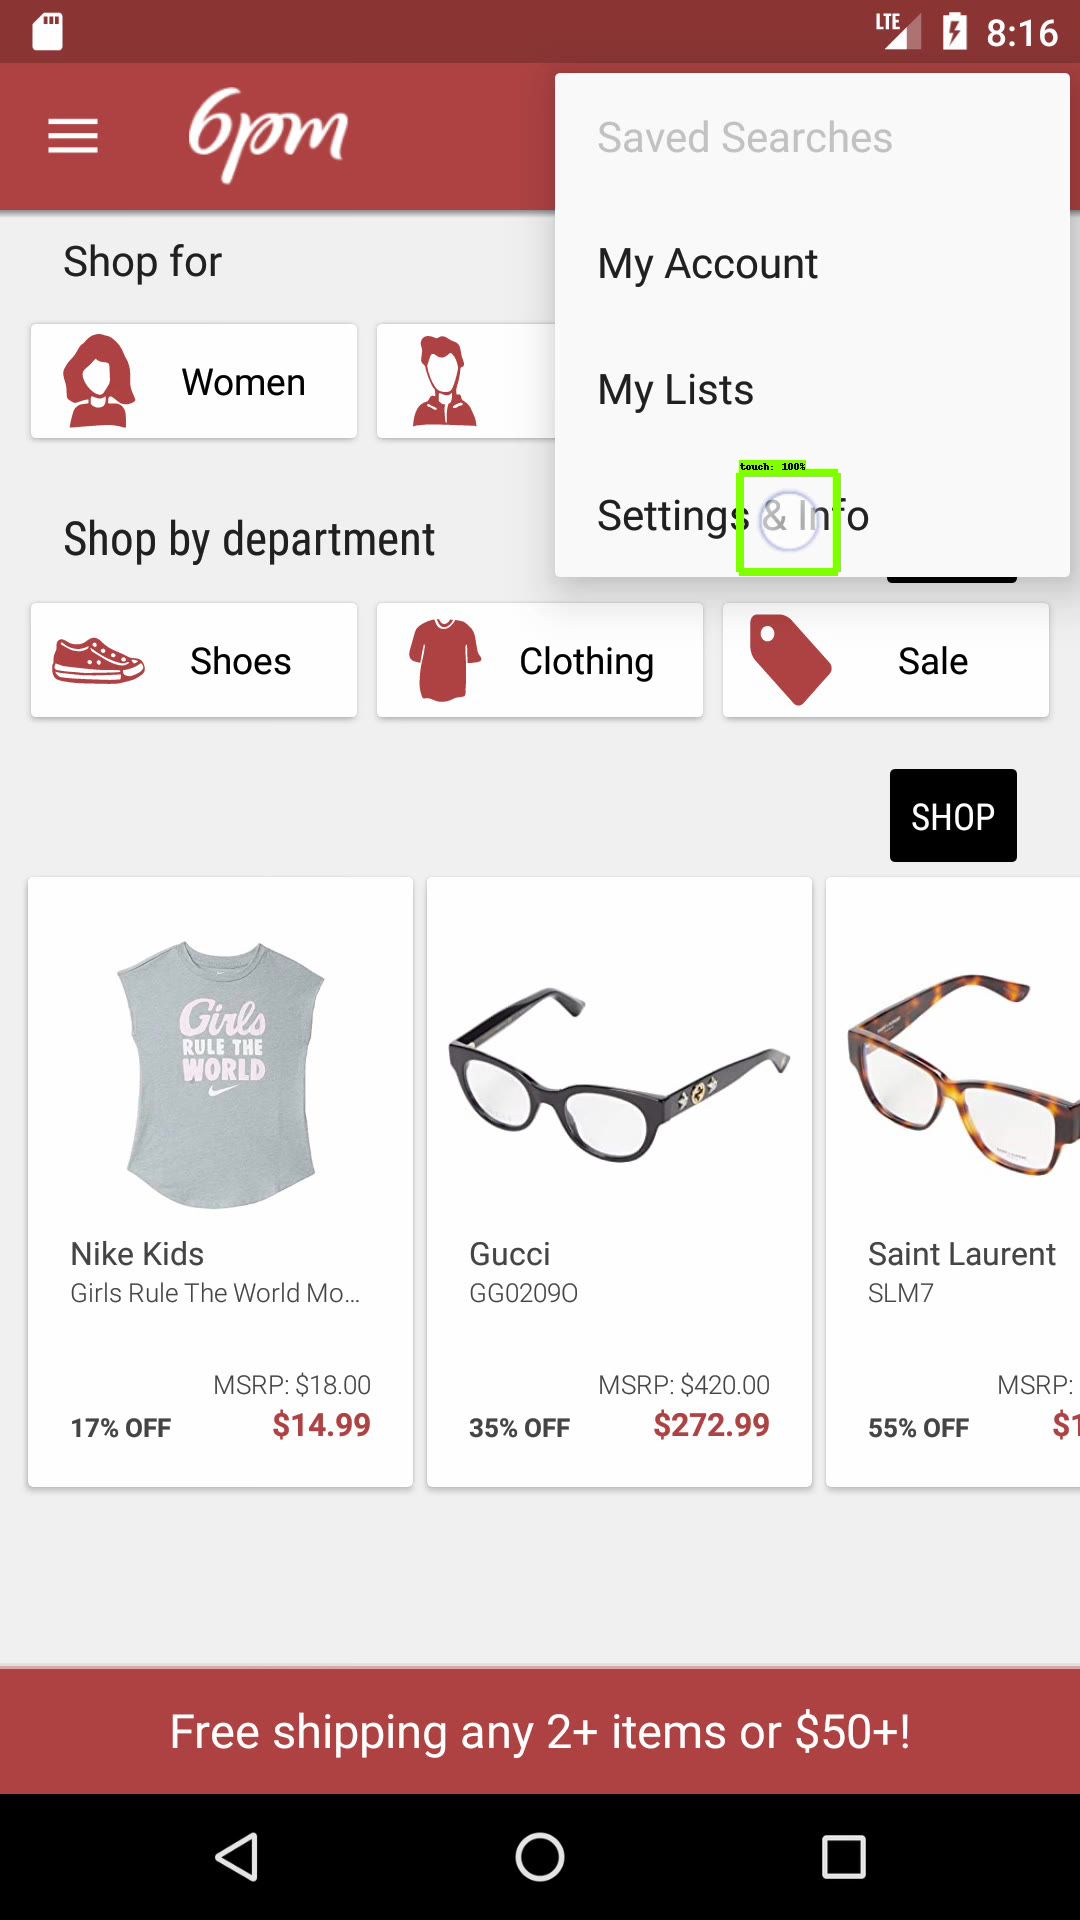 LTE 8:16
6pm
Saved Searches
My Account
My Lists
touch: 100%
Settings & Info
Shop for
Women
Shop by department
Shoes
Clothing
Sale
SHOP
Girls
RULE THE
WORLD
Nike Kids
Girls Rule The World Mo...
MSRP: $18.00
17% OFF $14.99
Gucci
GG0209O
MSRP: $420.00
35% OFF $272.99
Saint Laurent
SLM7
MSRP:
55% OFF $1
Free shipping any 2+ items or $50+!